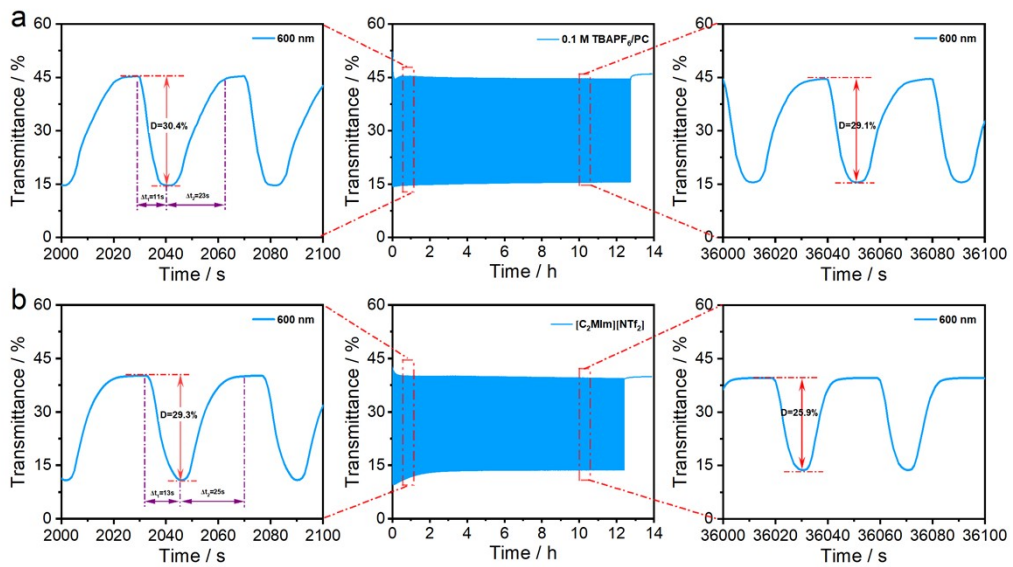 a
Transmittance / %
60
45
30
15
0
600 nm
D=30.4%
Δt₁=11s
Δt₂=23s
2000 2020 2040 2060 2080 2100
Time / s
Transmittance / %
60
45
30
15
0
0.1 M TBAPF₆/PC
0 2 4 6 8 10 12 14
Time / h
Transmittance / %
60
45
30
15
0
600 nm
D=29.1%
36000 36020 36040 36060 36080 36100
Time / s
b
Transmittance / %
60
45
30
15
0
600 nm
D=29.3%
Δt₁=13s
Δt₂=25s
2000 2020 2040 2060 2080 2100
Time / s
Transmittance / %
60
45
30
15
0
[C₂MIm][NTf₂]
0 2 4 6 8 10 12 14
Time / h
Transmittance / %
60
45
30
15
0
600 nm
D=25.9%
36000 36020 36040 36060 36080 36100
Time / s